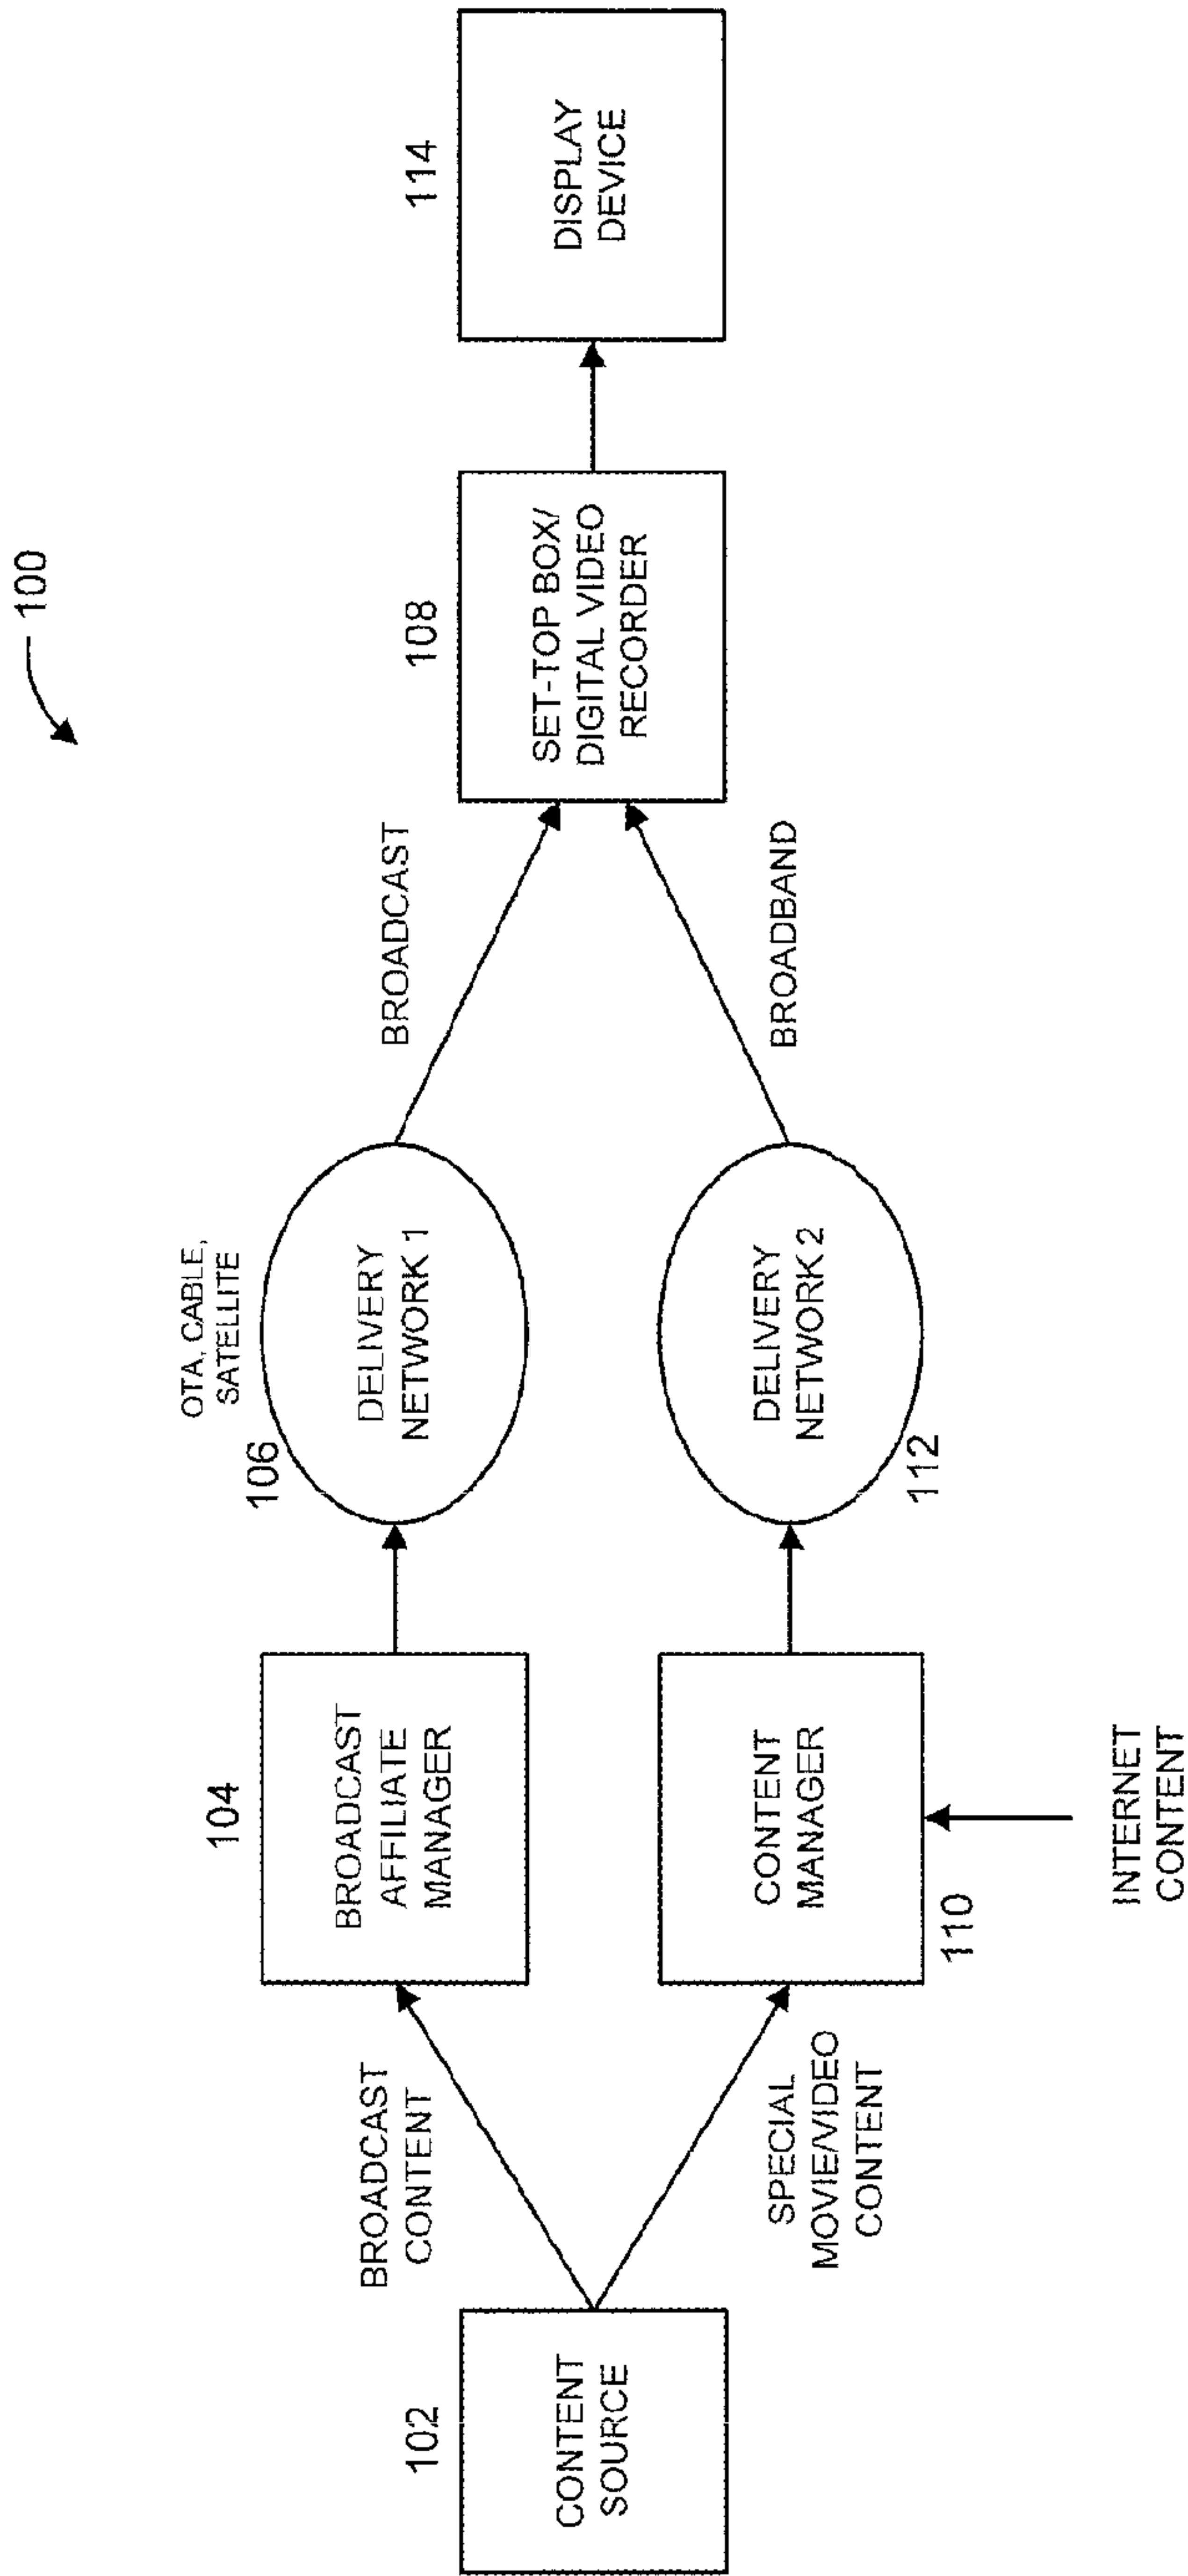 100
102
CONTENT
SOURCE
BROADCAST
CONTENT
SPECIAL
MOVIE/VIDEO
CONTENT
104
BROADCAST
AFFILIATE
MANAGER
CONTENT
MANAGER
110
INTERNET
CONTENT
OTA, CABLE,
SATELLITE
106
DELIVERY
NETWORK 1
DELIVERY
NETWORK 2
112
BROADCAST
BROADBAND
108
SET-TOP BOX/
DIGITAL VIDEO
RECORDER
114
DISPLAY
DEVICE